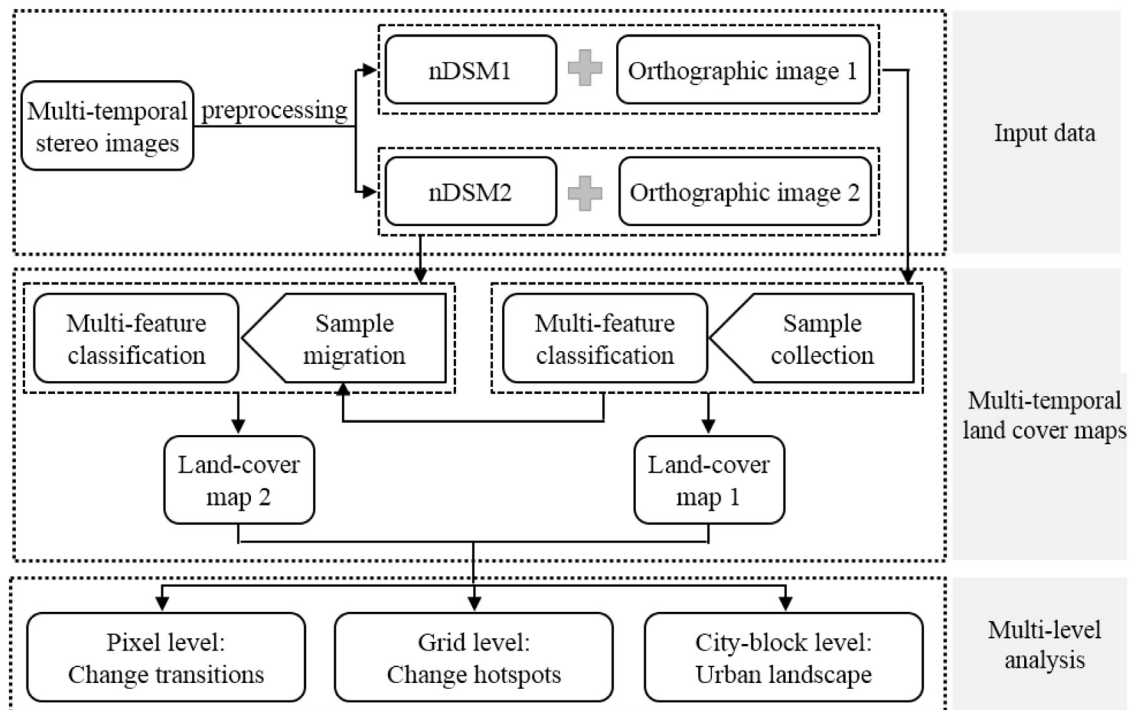 nDSM1
Orthographic image 1
Multi-temporal
stereo images
preprocessing
nDSM2
Orthographic image 2
Input data
Multi-feature
classification
Sample
migration
Multi-feature
classification
Sample
collection
Land-cover
map 2
Land-cover
map 1
Multi-temporal
land cover maps
Pixel level:
Change transitions
Grid level:
Change hotspots
City-block level:
Urban landscape
Multi-level
analysis